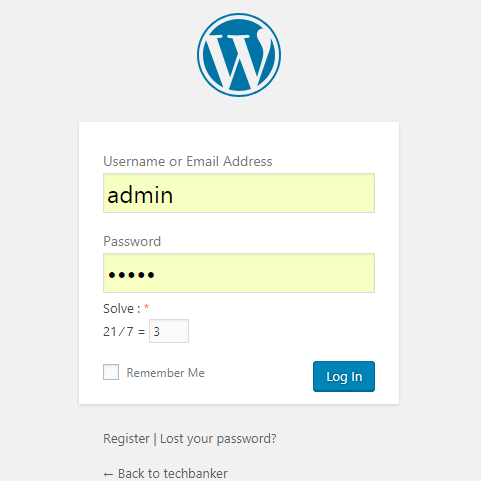 W
Username or Email Address
admin
Password
•••••
Solve : *
21 ⁄ 7 = 3
Remember Me
Log In
Register | Lost your password?
← Back to techbanker